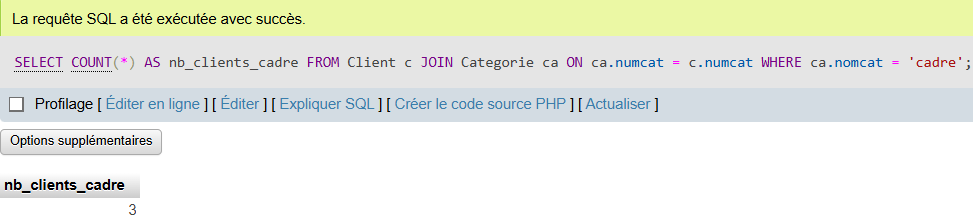 La requête SQL a été exécutée avec succès.
SELECT COUNT(*) AS nb_clients_cadre FROM Client c JOIN Categorie ca ON ca.numcat = c.numcat WHERE ca.nomcat = 'cadre';
Profilage [ Éditer en ligne ] [ Éditer ] [ Expliquer SQL ] [ Créer le code source PHP ] [ Actualiser ]
Options supplémentaires
nb_clients_cadre
3